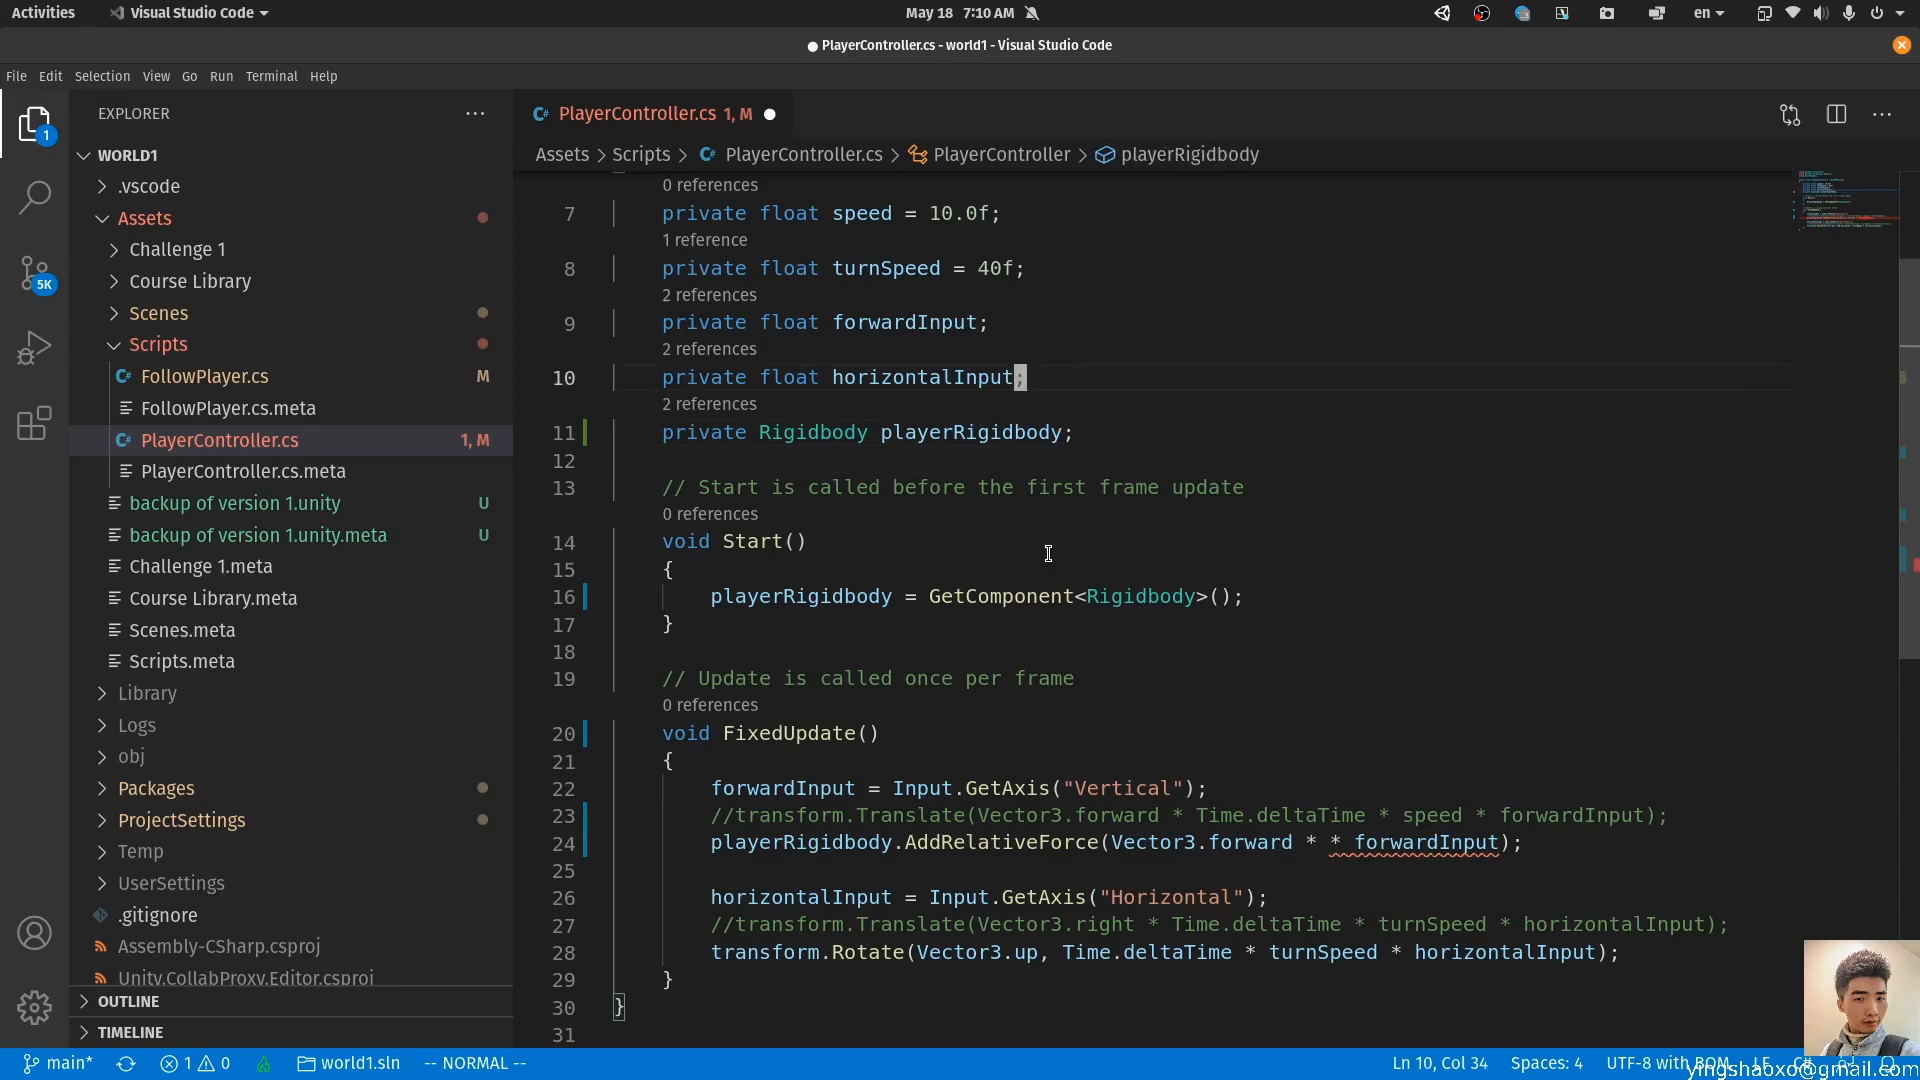 Activities Visual Studio Code May 18 7:10 AM en
PlayerController.cs - world1 - Visual Studio Code
File Edit Selection View Go Run Terminal Help
EXPLORER
1
5K
WORLD1
.vscode
Assets
Challenge 1
Course Library
Scenes
Scripts
FollowPlayer.cs M
FollowPlayer.cs.meta
PlayerController.cs 1, M
PlayerController.cs.meta
backup of version 1.unity U
backup of version 1.unity.meta U
Challenge 1.meta
Course Library.meta
Scenes.meta
Scripts.meta
Library
Logs
obj
Packages
ProjectSettings
Temp
UserSettings
.gitignore
Assembly-CSharp.csproj
Unity.CollabProxy.Editor.csproj
OUTLINE
TIMELINE
C# PlayerController.cs 1, M
Assets > Scripts > C# PlayerController.cs > PlayerController > playerRigidbody
0 references
7 private float speed = 10.0f;
1 reference
8 private float turnSpeed = 40f;
2 references
9 private float forwardInput;
2 references
10 private float horizontalInput;
2 references
11 private Rigidbody playerRigidbody;
12
13 // Start is called before the first frame update
0 references
14 void Start()
15 {
16 playerRigidbody = GetComponent<Rigidbody>();
17 }
18
19 // Update is called once per frame
0 references
20 void FixedUpdate()
21 {
22 forwardInput = Input.GetAxis("Vertical");
23 //transform.Translate(Vector3.forward * Time.deltaTime * speed * forwardInput);
24 playerRigidbody.AddRelativeForce(Vector3.forward * * forwardInput);
25
26 horizontalInput = Input.GetAxis("Horizontal");
27 //transform.Translate(Vector3.right * Time.deltaTime * turnSpeed * horizontalInput);
28 transform.Rotate(Vector3.up, Time.deltaTime * turnSpeed * horizontalInput);
29 }
30 }
31
main* 1 0 world1.sln -- NORMAL -- Ln 10, Col 34 Spaces: 4 UTF-8 with BOM LF C#
yingshaoxo@gmail.com